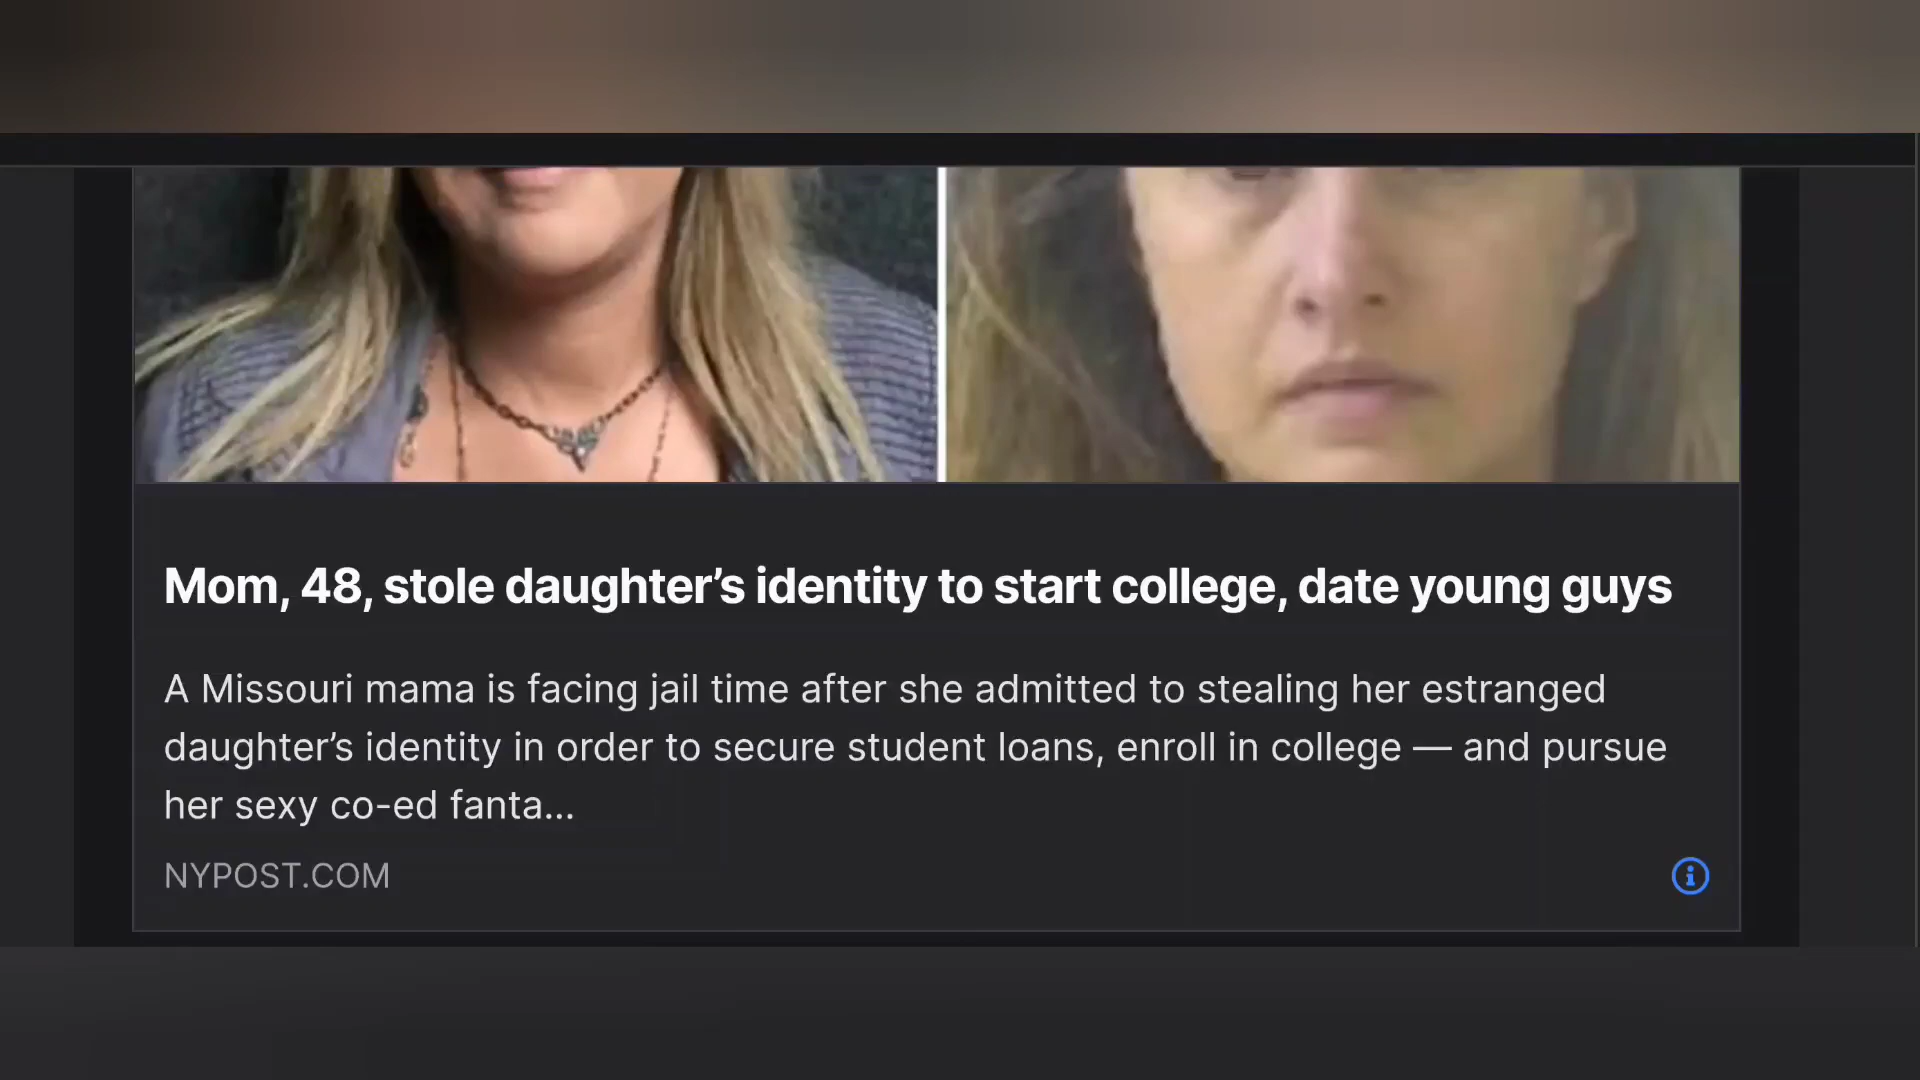 Mom, 48, stole daughter’s identity to start college, date young guys
A Missouri mama is facing jail time after she admitted to stealing her estranged
daughter’s identity in order to secure student loans, enroll in college — and pursue
her sexy co-ed fanta...
NYPOST.COM